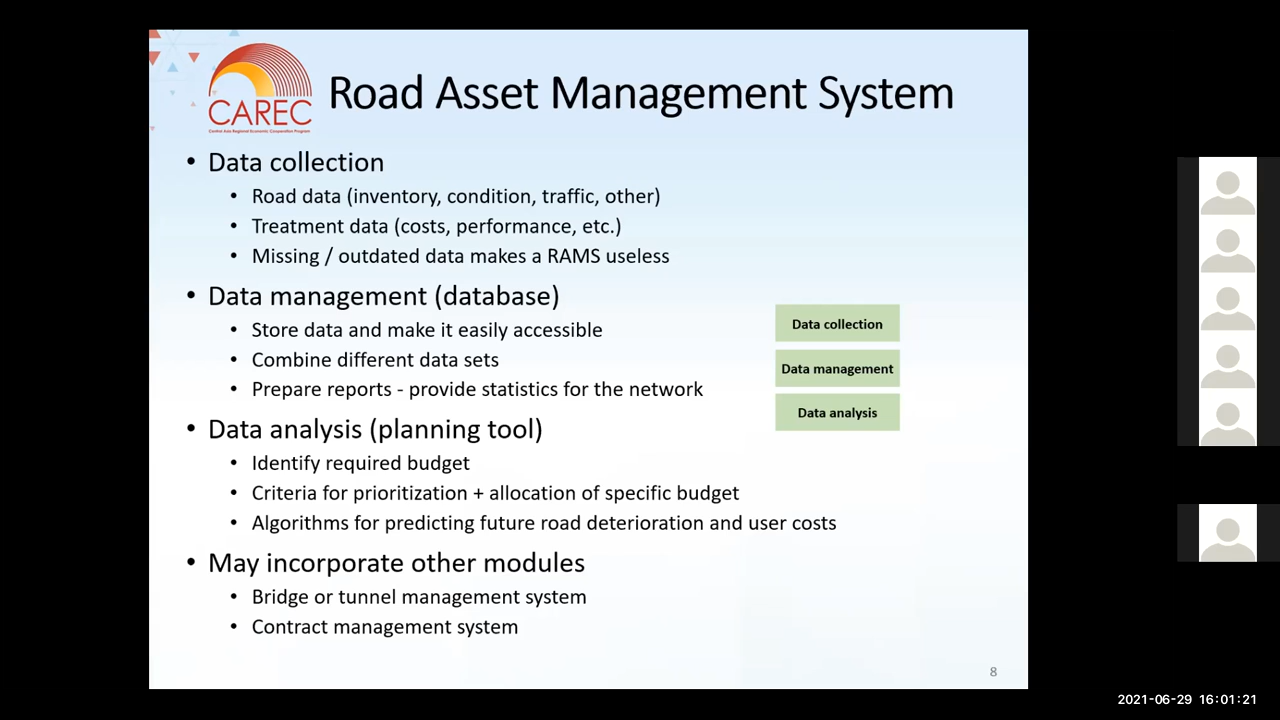 CAREC
Central Asia Regional Economic Cooperation Program
Road Asset Management System
• Data collection
• Road data (inventory, condition, traffic, other)
• Treatment data (costs, performance, etc.)
• Missing / outdated data makes a RAMS useless
• Data management (database)
• Store data and make it easily accessible
• Combine different data sets
• Prepare reports - provide statistics for the network
• Data analysis (planning tool)
• Identify required budget
• Criteria for prioritization + allocation of specific budget
• Algorithms for predicting future road deterioration and user costs
• May incorporate other modules
• Bridge or tunnel management system
• Contract management system
Data collection
Data management
Data analysis
8
2021-06-29 16:01:21